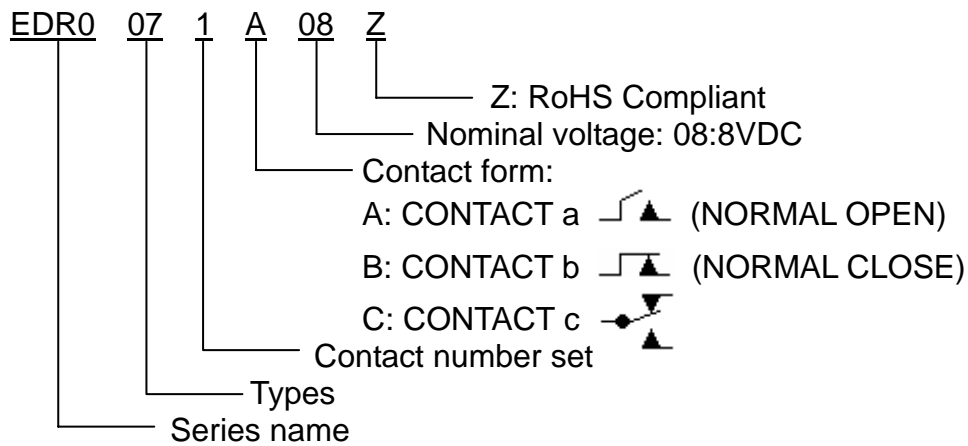 EDR0 07 1 A 08 Z
Z: RoHS Compliant
Nominal voltage: 08:8VDC
Contact form:
A: CONTACT a (NORMAL OPEN)
B: CONTACT b (NORMAL CLOSE)
C: CONTACT c
Contact number set
Types
Series name